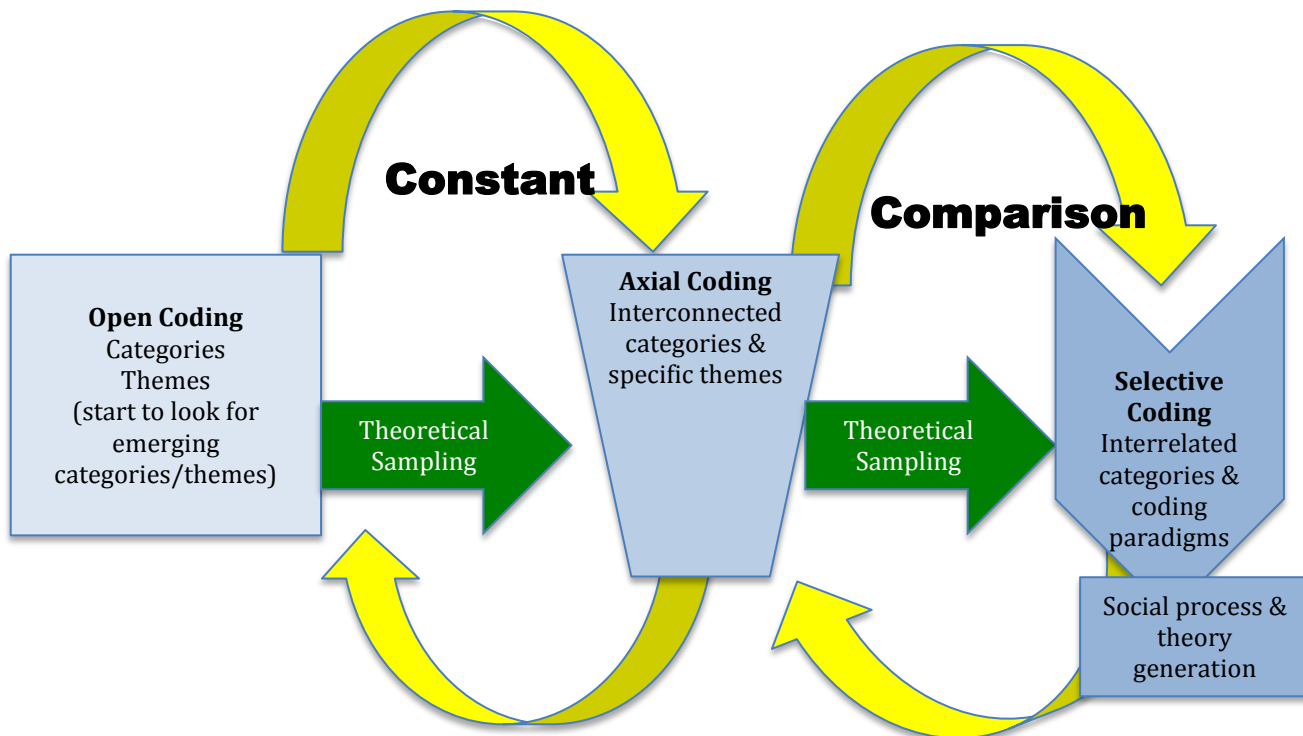 Constant
Comparison
Open Coding
Categories
Themes
(start to look for
emerging
categories/themes)
Theoretical
Sampling
Axial Coding
Interconnected
categories &
specific themes
Theoretical
Sampling
Selective
Coding
Interrelated
categories &
coding
paradigms
Social process &
theory
generation